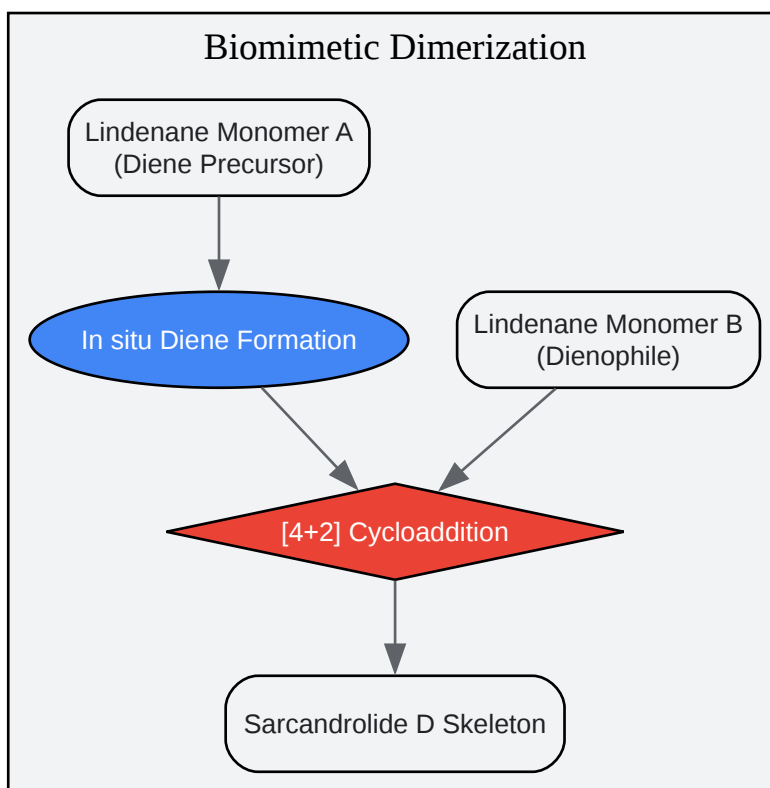 Biomimetic Dimerization
Lindenane Monomer A
(Diene Precursor)
In situ Diene Formation
Lindenane Monomer B
(Dienophile)
[4+2] Cycloaddition
Sarcandrolide D Skeleton